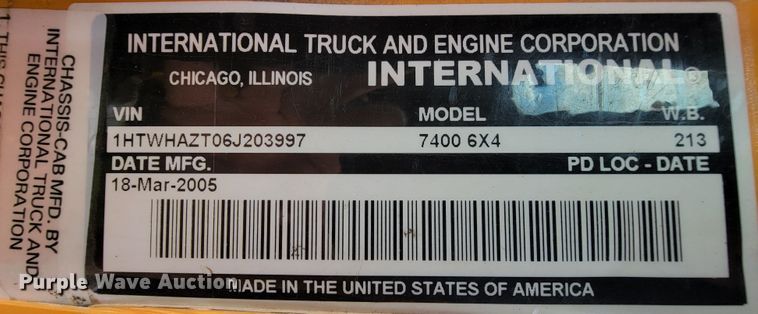 INTERNATIONAL TRUCK AND ENGINE CORPORATION
CHICAGO, ILLINOIS INTERNATIONAL®
VIN MODEL W.B.
1HTWHAZT06J203997 7400 6X4 213
DATE MFG. PD LOC - DATE
18-Mar-2005
MADE IN THE UNITED STATES OF AMERICA
CHASSIS-CAB MFD. BY
INTERNATIONAL TRUCK AND
ENGINE CORPORATION
1. THIS
Purple Wave Auction